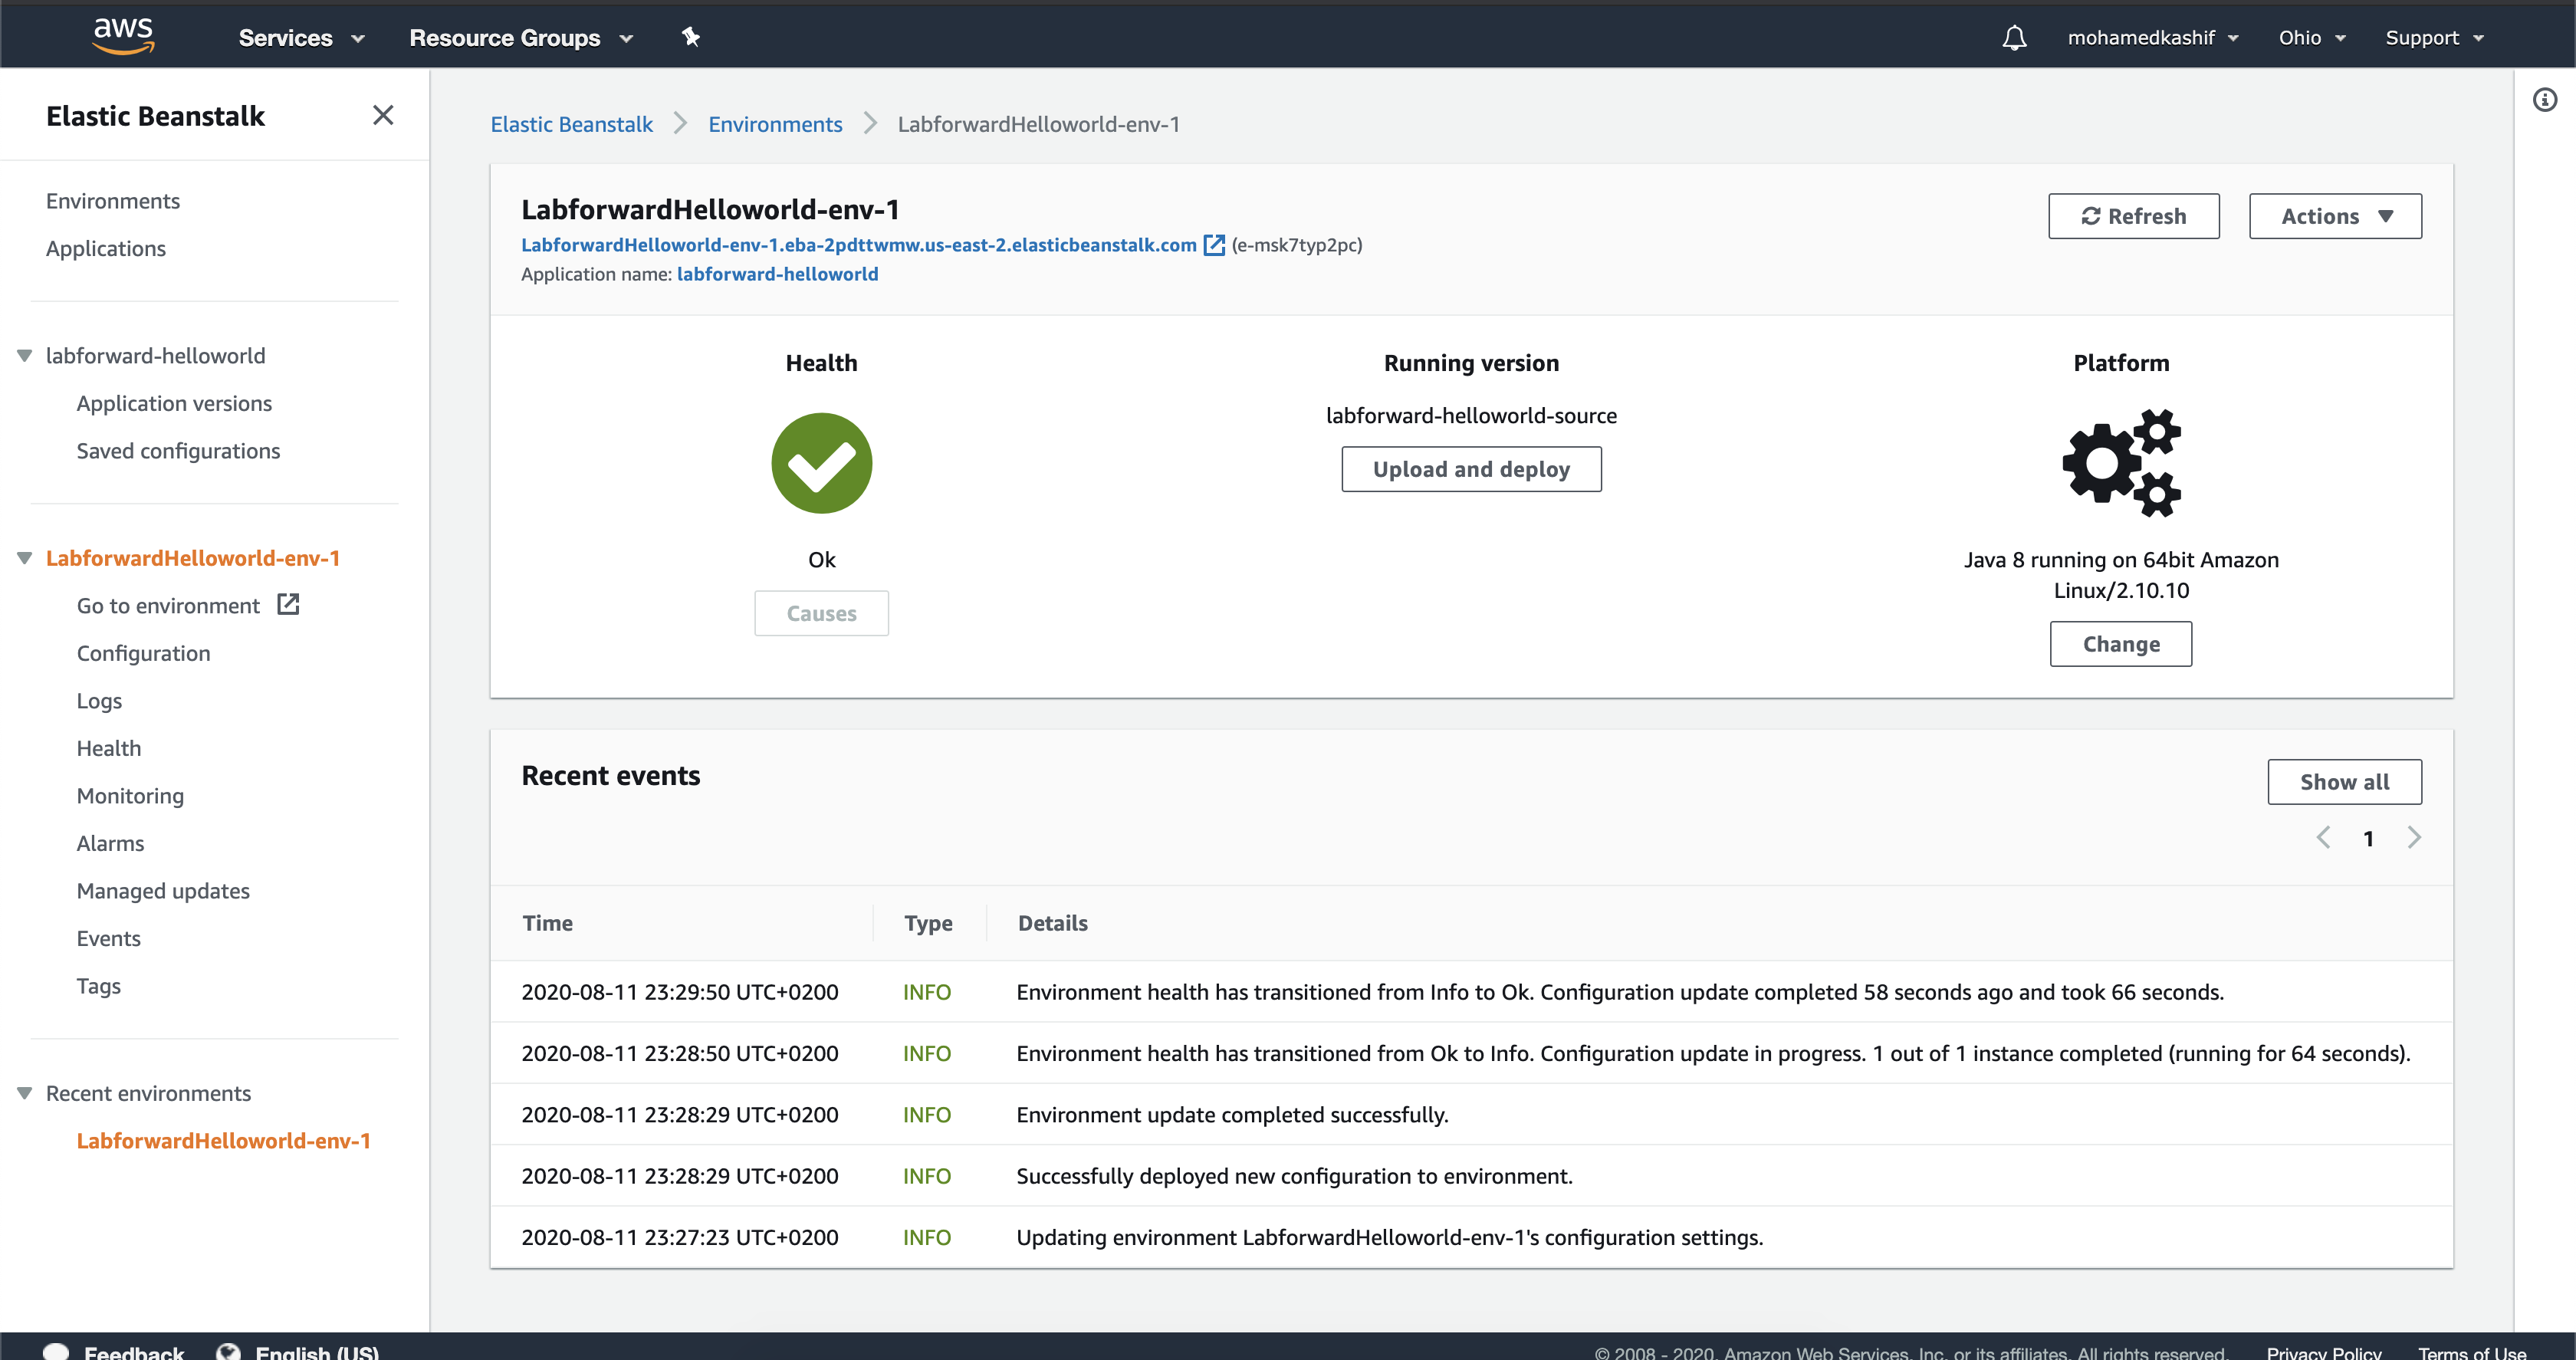 aws Services Resource Groups mohamedkashif Ohio Support
Elastic Beanstalk
Environments
Applications
labforward-helloworld
Application versions
Saved configurations
LabforwardHelloworld-env-1
Go to environment
Configuration
Logs
Health
Monitoring
Alarms
Managed updates
Events
Tags
Recent environments
LabforwardHelloworld-env-1
Elastic Beanstalk Environments LabforwardHelloworld-env-1
LabforwardHelloworld-env-1
Refresh Actions
LabforwardHelloworld-env-1.eba-2pdttwmw.us-east-2.elasticbeanstalk.com (e-msk7typ2pc)
Application name: labforward-helloworld
Health
Ok
Causes
Running version
labforward-helloworld-source
Upload and deploy
Platform
Java 8 running on 64bit Amazon
Linux/2.10.10
Change
Recent events
Show all
1
Time Type Details
2020-08-11 23:29:50 UTC+0200 INFO Environment health has transitioned from Info to Ok. Configuration update completed 58 seconds ago and took 66 seconds.
2020-08-11 23:28:50 UTC+0200 INFO Environment health has transitioned from Ok to Info. Configuration update in progress. 1 out of 1 instance completed (running for 64 seconds).
2020-08-11 23:28:29 UTC+0200 INFO Environment update completed successfully.
2020-08-11 23:28:29 UTC+0200 INFO Successfully deployed new configuration to environment.
2020-08-11 23:27:23 UTC+0200 INFO Updating environment LabforwardHelloworld-env-1's configuration settings.
Feedback English (US) © 2008 - 2020, Amazon Web Services, Inc. or its affiliates. All rights reserved. Privacy Policy Terms of Use